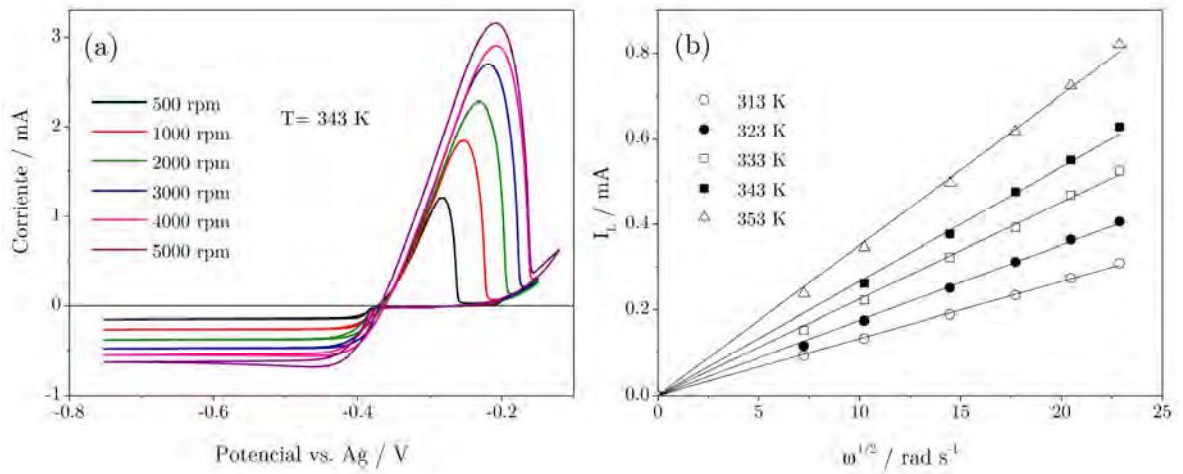 (a)
T= 343 K
500 rpm
1000 rpm
2000 rpm
3000 rpm
4000 rpm
5000 rpm
Corriente / mA
3
2
1
0
-1
-0.8
-0.6
-0.4
-0.2
Potencial vs. Ag / V
(b)
313 K
323 K
333 K
343 K
353 K
I_L / mA
0.8
0.6
0.4
0.2
0.0
0
5
10
15
20
25
ω^1/2 / rad s^-1